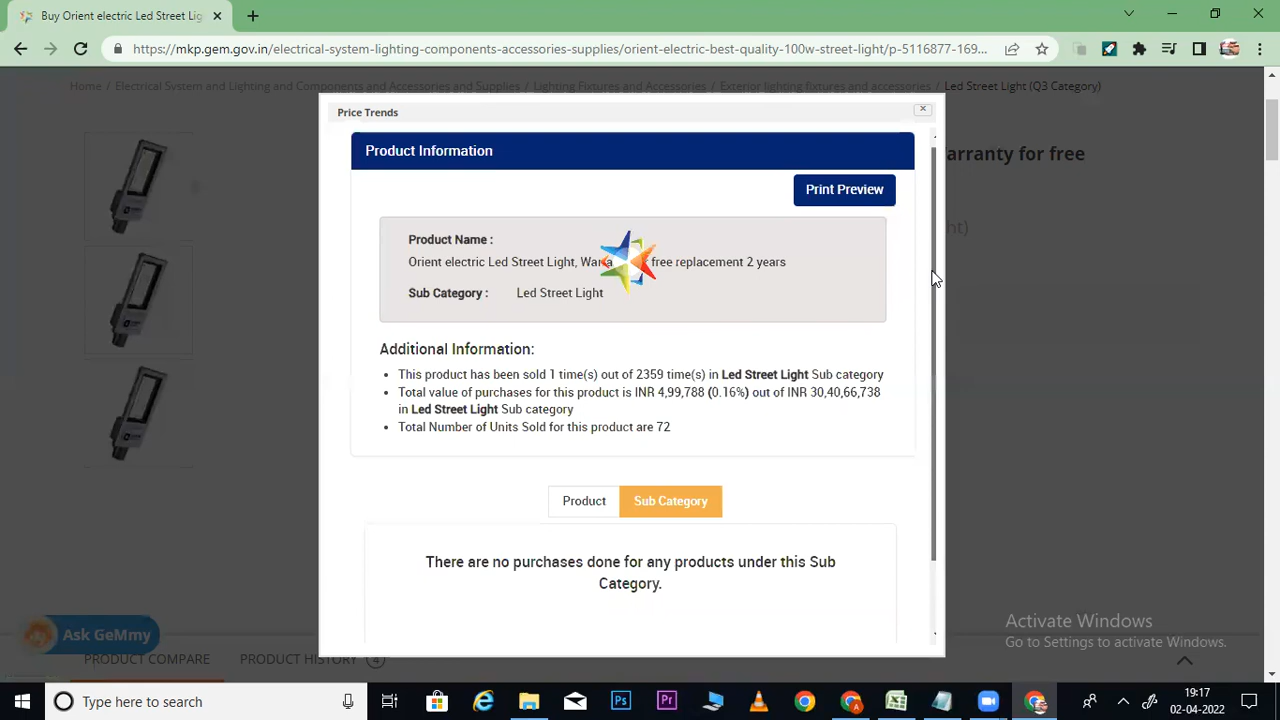 Buy Orient electric Led Street Lig
https://mkp.gem.gov.in/electrical-system-lighting-components-accessories-supplies/orient-electric-best-quality-100w-street-light/p-5116877-169...
Home / Electrical System and Lighting and Components and Accessories and Supplies / Lighting Fixtures and Accessories / Exterior lighting fixtures and accessories / Led Street Light (Q3 Category)
Price Trends
arranty for free
Product Information
Print Preview
ht)
Product Name :
Orient electric Led Street Light, Warra free replacement 2 years
Sub Category : Led Street Light
Additional Information:
• This product has been sold 1 time(s) out of 2359 time(s) in Led Street Light Sub category
• Total value of purchases for this product is INR 4,99,788 (0.16%) out of INR 30,40,66,738
in Led Street Light Sub category
• Total Number of Units Sold for this product are 72
Product Sub Category
There are no purchases done for any products under this Sub
Category.
Activate Windows
Go to Settings to activate Windows.
Ask GeMmy
PRODUCT COMPARE PRODUCT HISTORY 4
Type here to search
19:17
02-04-2022